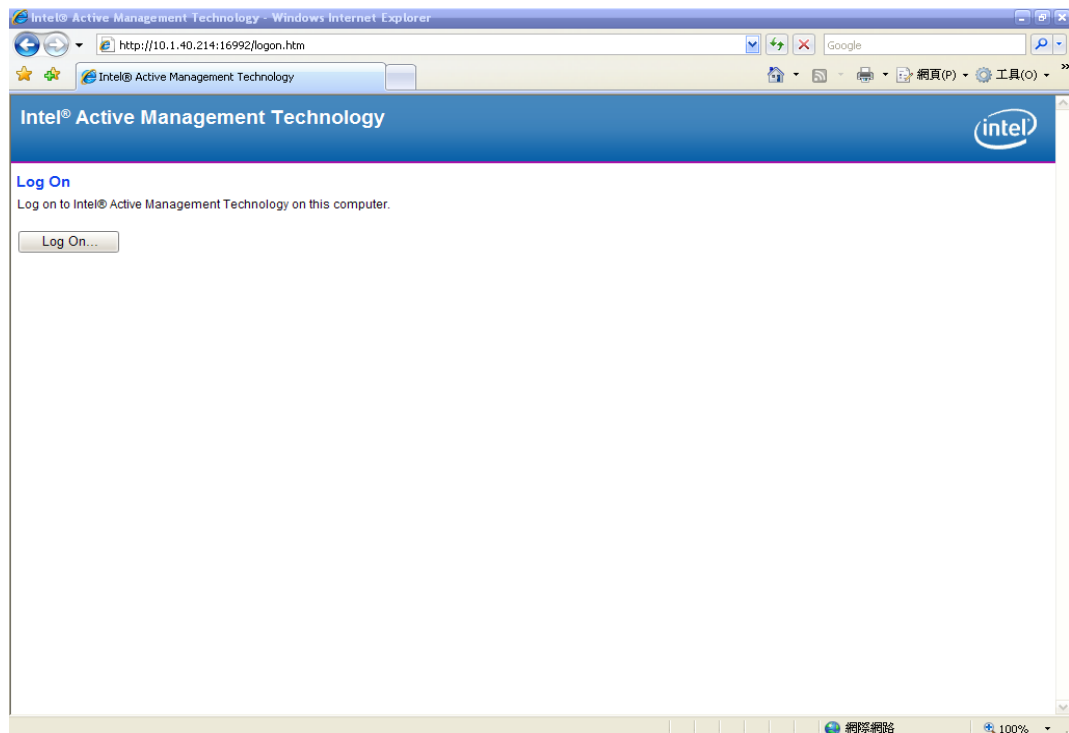 Intel® Active Management Technology - Windows Internet Explorer
http://10.1.40.214:16992/logon.htm
Google
Intel® Active Management Technology
網頁(P)
工具(O)
»
Intel® Active Management Technology
intel
Log On
Log on to Intel® Active Management Technology on this computer.
Log On...
網際網路
100%